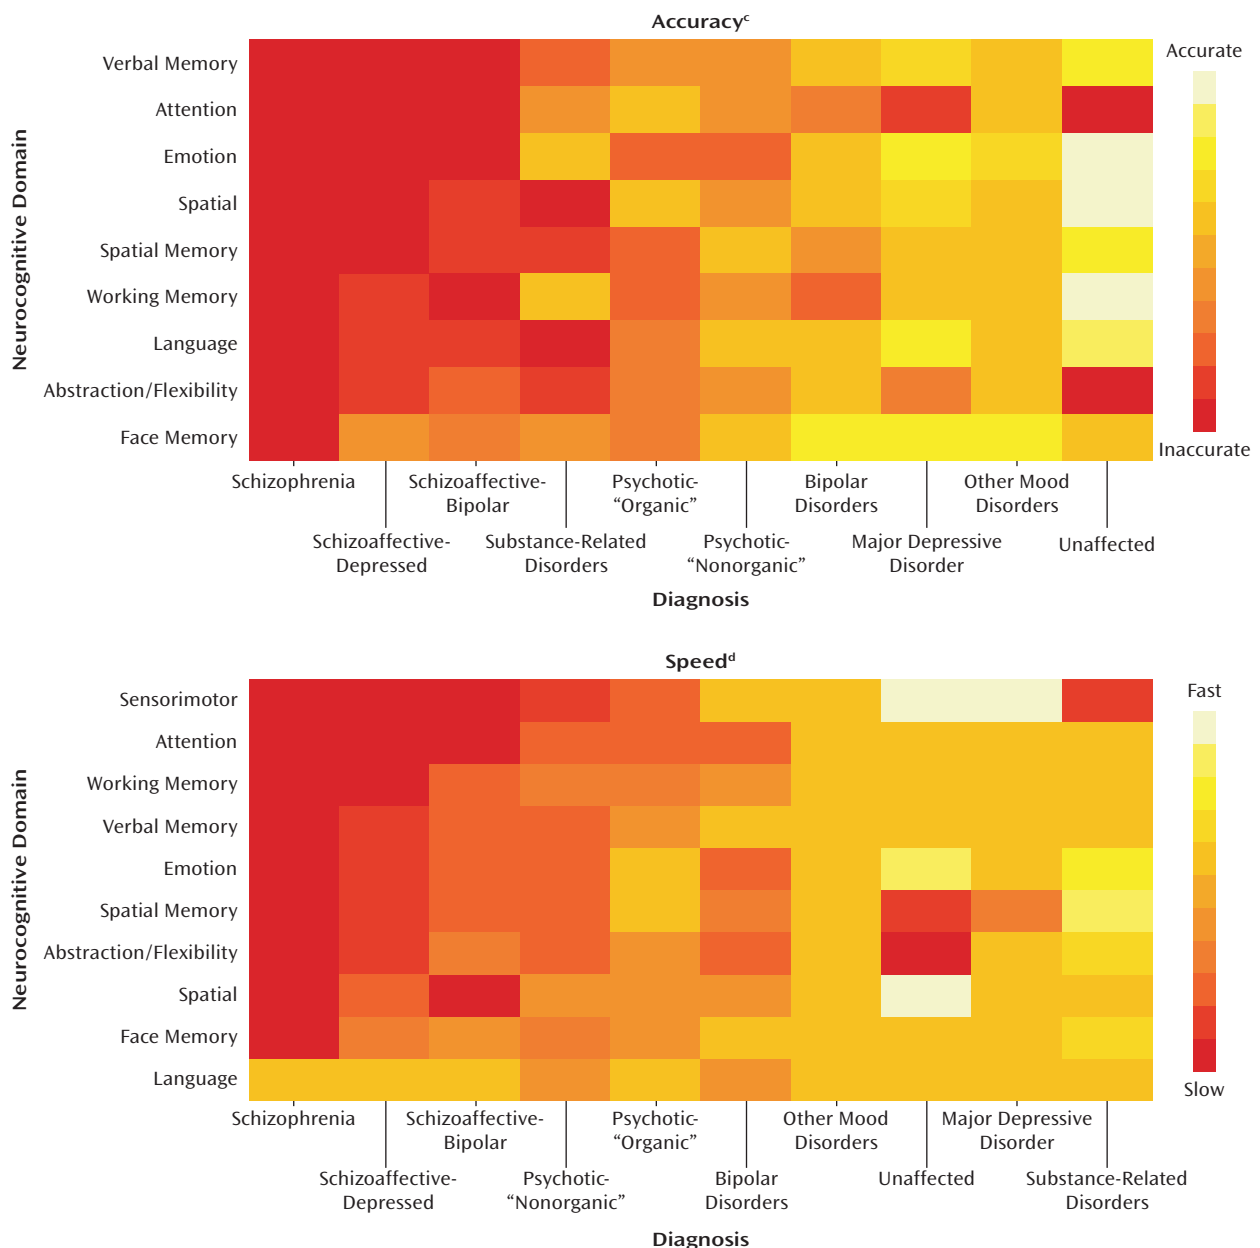 Accuracyᶜ
Neurocognitive Domain
Verbal Memory
Attention
Emotion
Spatial
Spatial Memory
Working Memory
Language
Abstraction/Flexibility
Face Memory
Accurate
Inaccurate
Schizophrenia
Schizoaffective-
Depressed
Schizoaffective-
Bipolar
Substance-Related
Disorders
Psychotic-
“Organic”
Psychotic-
“Nonorganic”
Bipolar
Disorders
Major Depressive
Disorder
Other Mood
Disorders
Unaffected
Diagnosis
Speedᵈ
Neurocognitive Domain
Sensorimotor
Attention
Working Memory
Verbal Memory
Emotion
Spatial Memory
Abstraction/Flexibility
Spatial
Face Memory
Language
Fast
Slow
Schizophrenia
Schizoaffective-
Depressed
Schizoaffective-
Bipolar
Psychotic-
“Nonorganic”
Psychotic-
“Organic”
Bipolar
Disorders
Other Mood
Disorders
Unaffected
Major Depressive
Disorder
Substance-Related
Disorders
Diagnosis